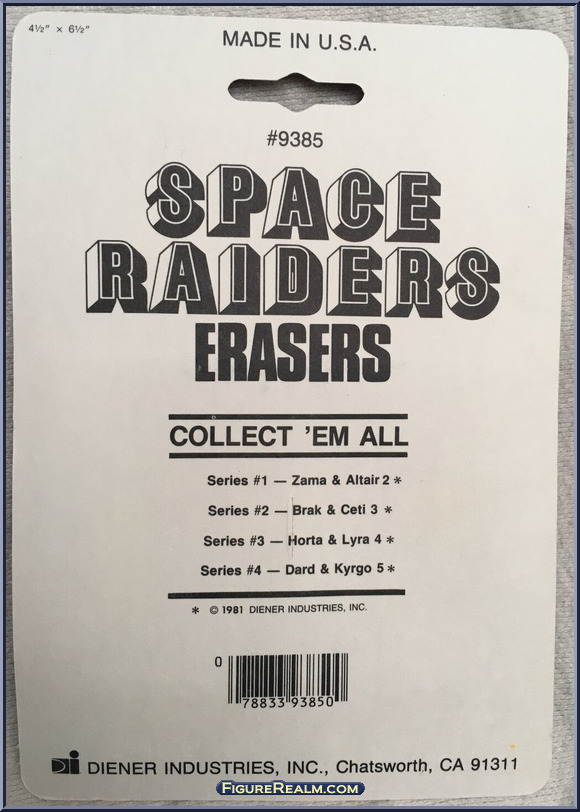 4½" × 6½"
MADE IN U.S.A.
#9385
SPACE
RAIDERS
ERASERS
COLLECT 'EM ALL
Series #1 — Zama & Altair 2 *
Series #2 — Brak & Ceti 3 *
Series #3 — Horta & Lyra 4 *
Series #4 — Dard & Kyrgo 5 *
* © 1981 DIENER INDUSTRIES, INC.
0 78833 93850
DI DIENER INDUSTRIES, INC., Chatsworth, CA 91311
FIGUREREALM.COM